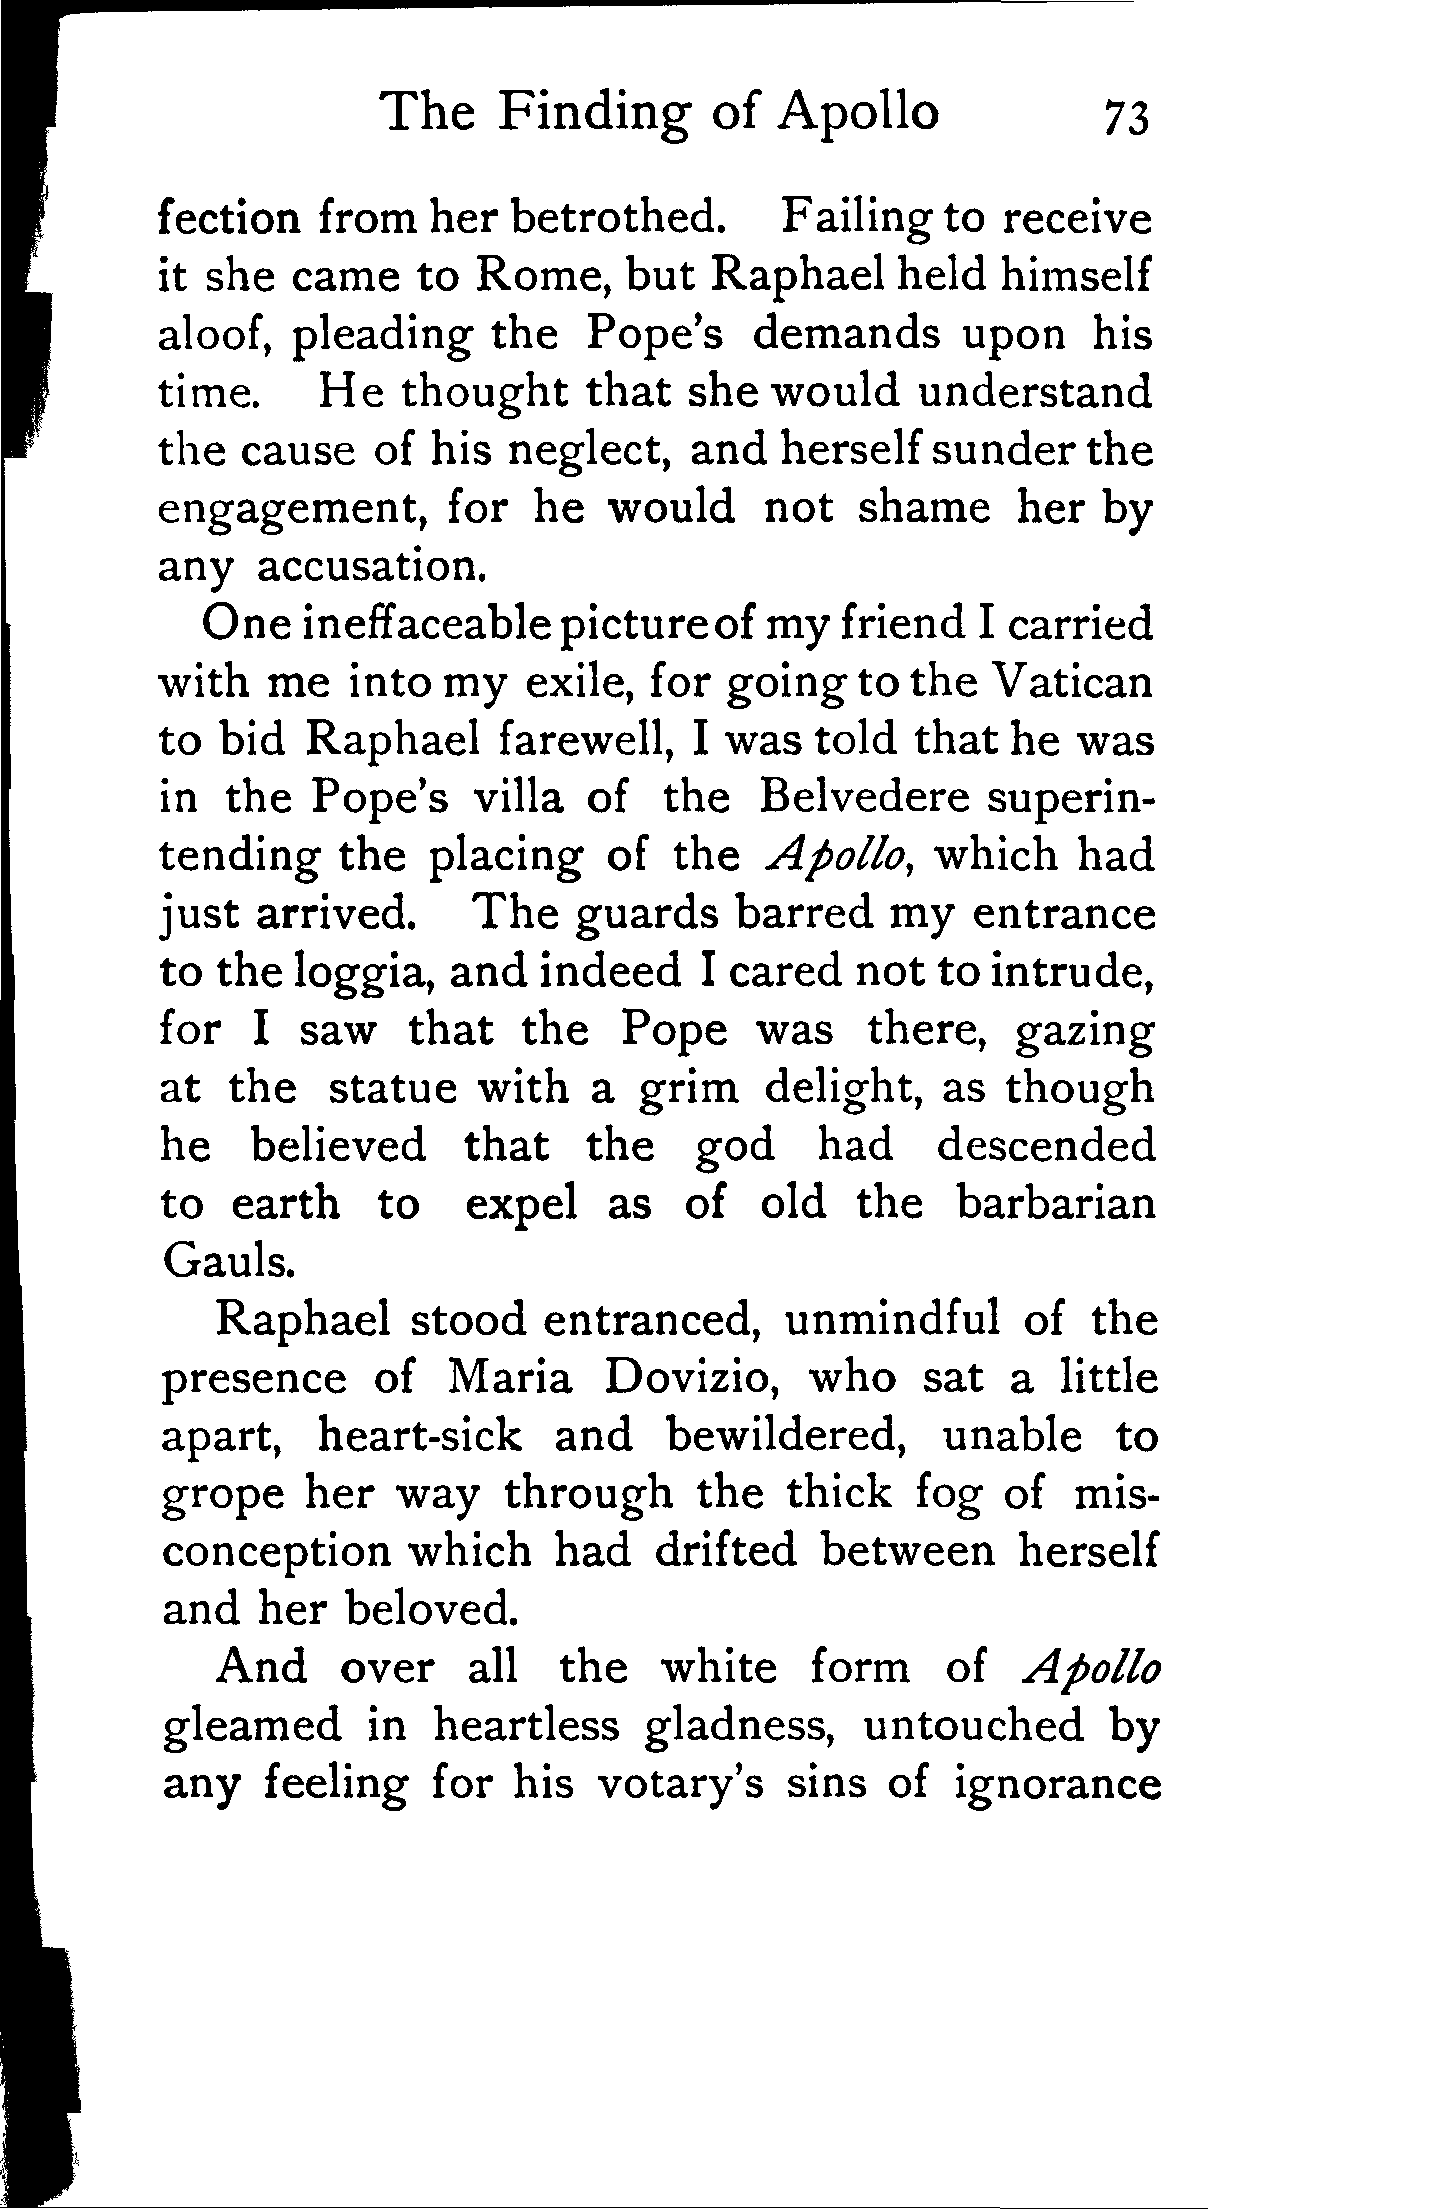 The Finding of Apollo 73
fection from her betrothed. Failing to receive
it she came to Rome, but Raphael held himself
aloof, pleading the Pope's demands upon his
time. He thought that she would understand
the cause of his neglect, and herself sunder the
engagement, for he would not shame her by
any accusation.
One ineffaceable picture of my friend I carried
with me into my exile, for going to the Vatican
to bid Raphael farewell, I was told that he was
in the Pope's villa of the Belvedere superin-
tending the placing of the Apollo, which had
just arrived. The guards barred my entrance
to the loggia, and indeed I cared not to intrude,
for I saw that the Pope was there, gazing
at the statue with a grim delight, as though
he believed that the god had descended
to earth to expel as of old the barbarian
Gauls.
Raphael stood entranced, unmindful of the
presence of Maria Dovizio, who sat a little
apart, heart-sick and bewildered, unable to
grope her way through the thick fog of mis-
conception which had drifted between herself
and her beloved.
And over all the white form of Apollo
gleamed in heartless gladness, untouched by
any feeling for his votary's sins of ignorance